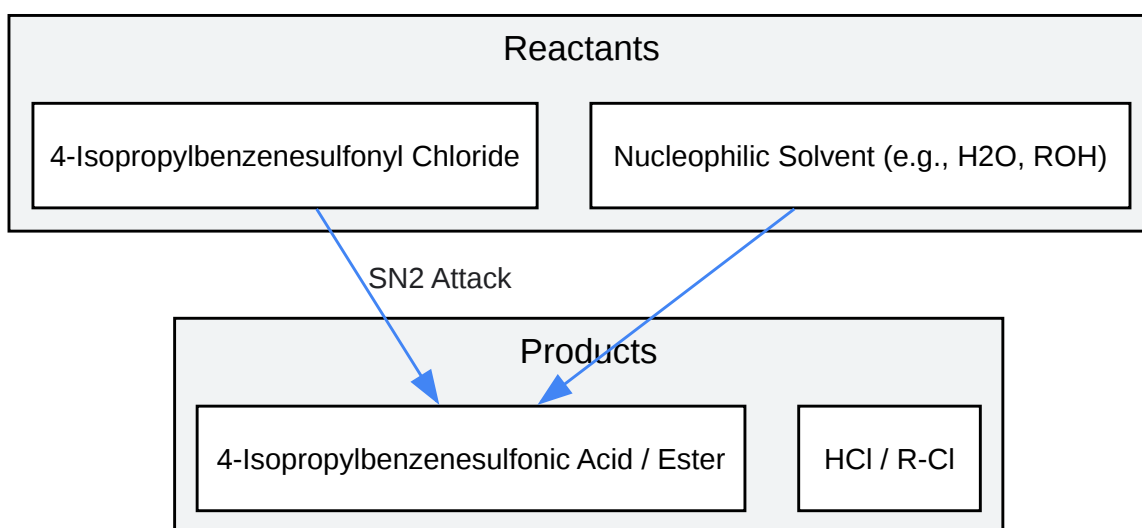 Reactants
4-Isopropylbenzenesulfonyl Chloride
Nucleophilic Solvent (e.g., H2O, ROH)
SN2 Attack
Products
4-Isopropylbenzenesulfonic Acid / Ester
HCl / R-Cl